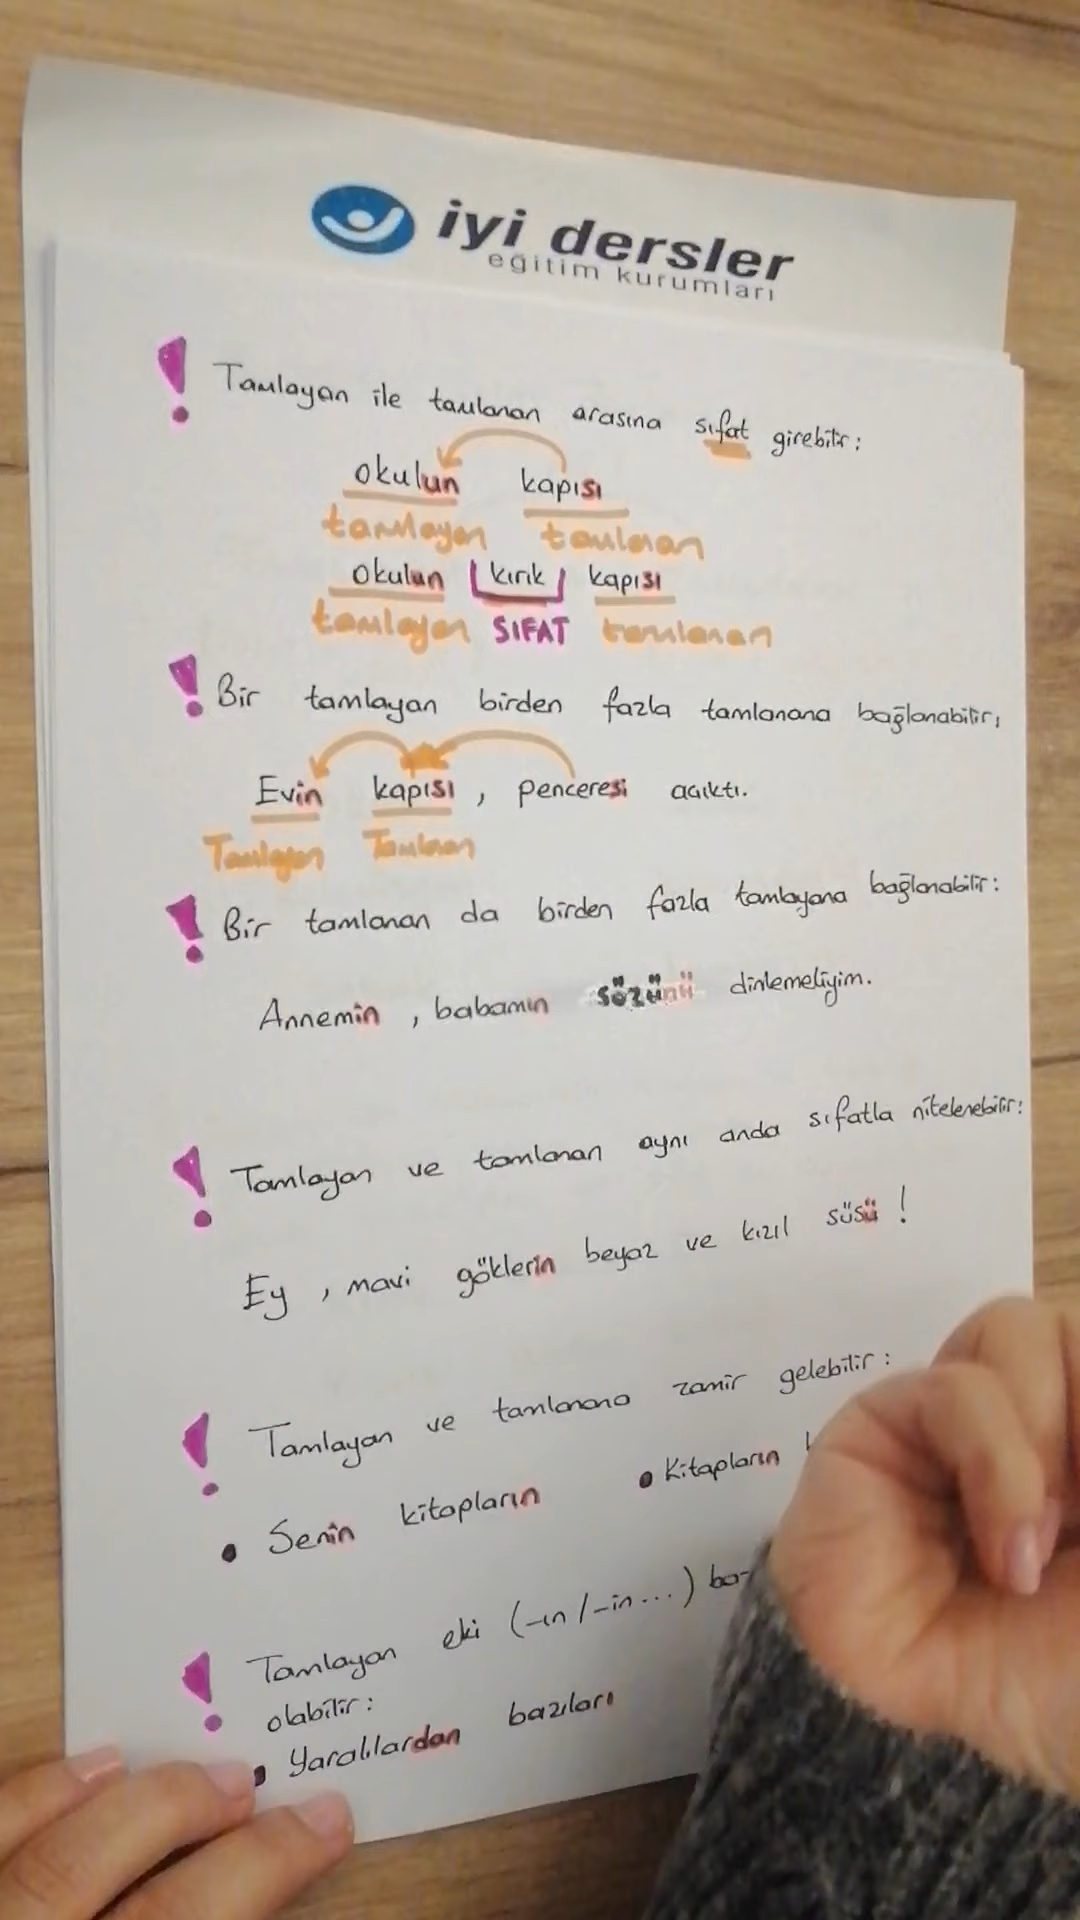 iyi dersler
eğitim kurumları
! Tamlayan ile tamlanan arasına sıfat girebilir:
okulun kapısı
tamlayan tamlanan
okulun kırık kapısı
tamlayan SIFAT tamlanan
! Bir tamlayan birden fazla tamlanana bağlanabilir;
Evin kapısı, penceresi açıktı.
Tamlayan Tamlanan
! Bir tamlanan da birden fazla tamlayana bağlanabilir:
Annemin, babamın sözünü dinlemeliyim.
! Tamlayan ve tamlanan aynı anda sıfatla nitelenebilir:
Ey, mavi göklerin beyaz ve kızıl süsü!
! Tamlayan ve tamlanana zamir gelebilir:
• Senin kitapların • Kitapların
! Tamlayan eki (-ın/-in...)
olabilir:
• Yaralılardan bazıları